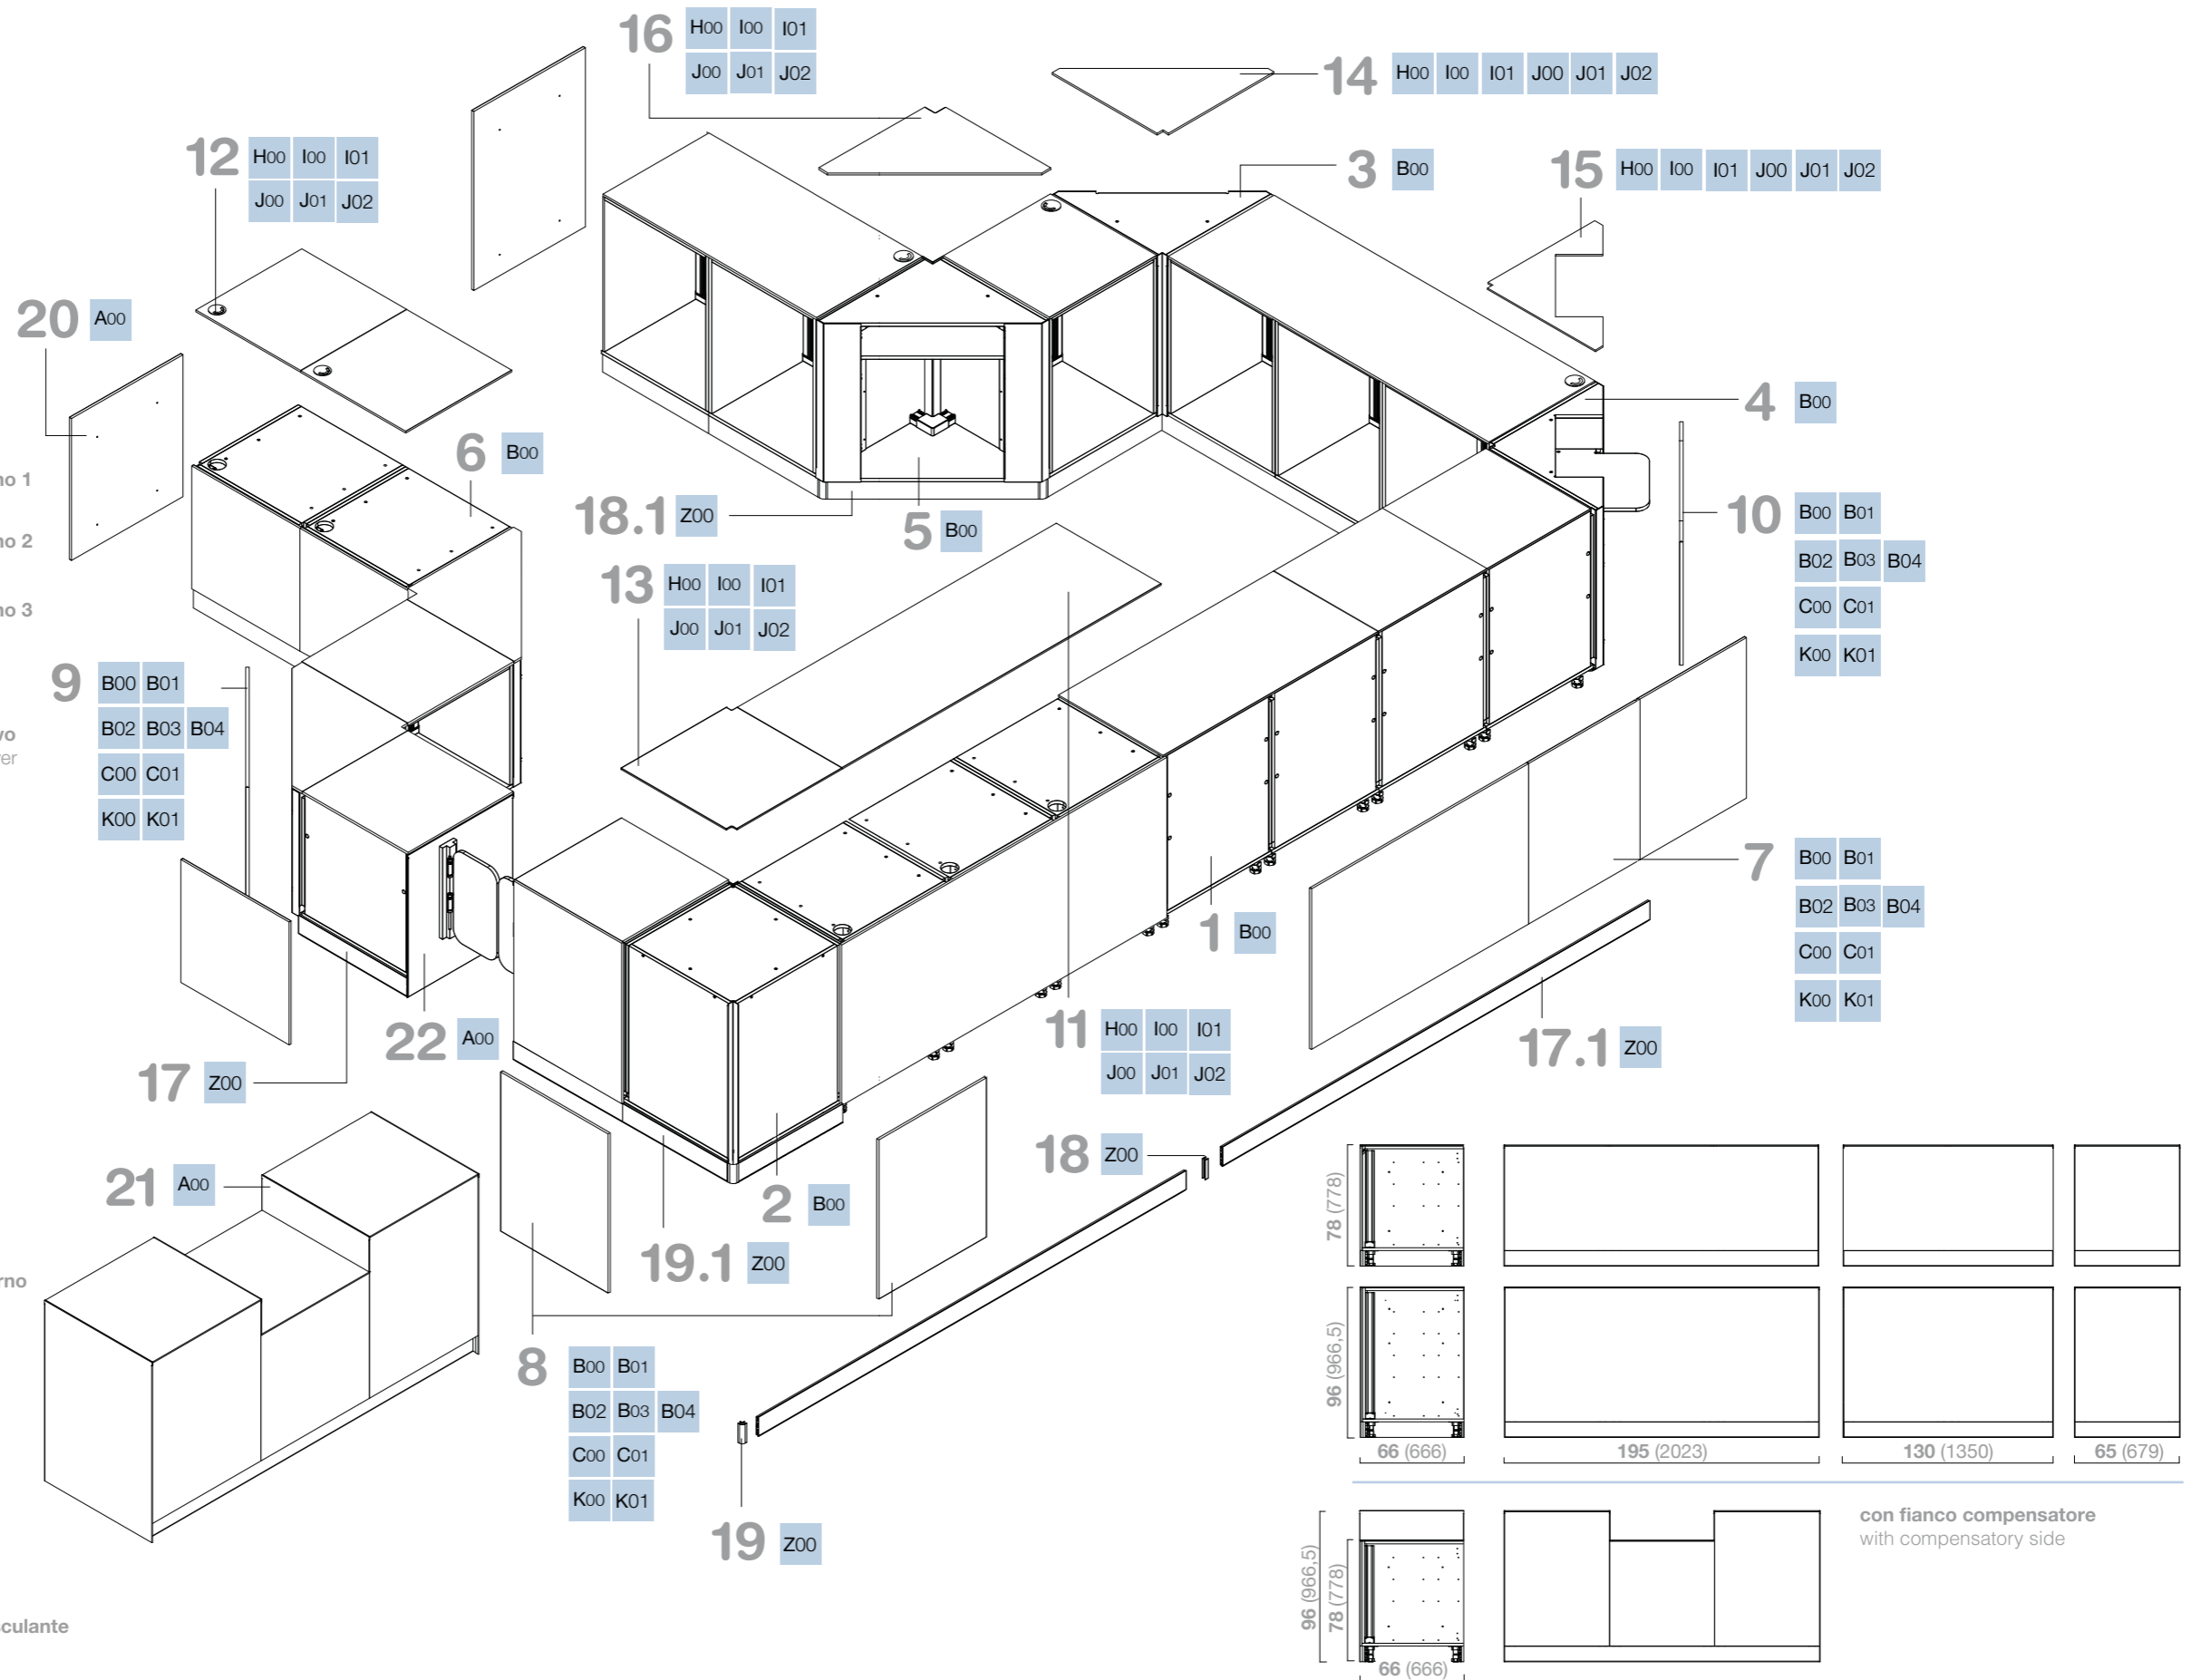 16 H00 I00 I01
J00 J01 J02
14 H00 I00 I01 J00 J01 J02
12 H00 I00 I01
J00 J01 J02
3 B00
15 H00 I00 I01 J00 J01 J02
20 A00
4 B00
6 B00
no 1
18.1 Z00
5 B00
10 B00 B01
B02 B03 B04
C00 C01
K00 K01
no 2
13 H00 I00 I01
J00 J01 J02
no 3
9 B00 B01
B02 B03 B04
C00 C01
K00 K01
vo
er
7 B00 B01
B02 B03 B04
C00 C01
K00 K01
1 B00
22 A00
11 H00 I00 I01
J00 J01 J02
17.1 Z00
17 Z00
18 Z00
21 A00
2 B00
19.1 Z00
rno
8 B00 B01
B02 B03 B04
C00 C01
K00 K01
19 Z00
78 (778)
96 (966,5)
66 (666)
195 (2023)
130 (1350)
65 (679)
con fianco compensatore
with compensatory side
96 (966,5)
78 (778)
66 (666)
sculante